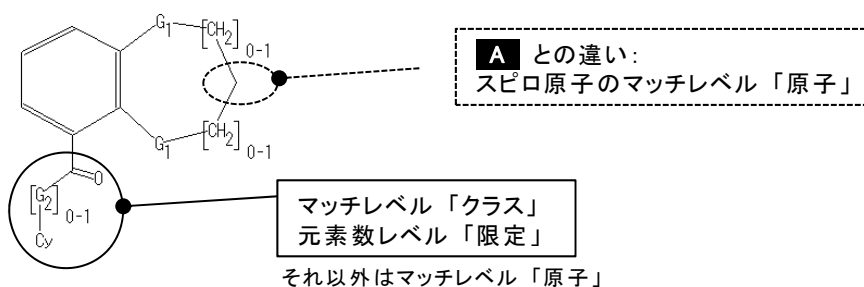 G1
[CH2] 0-1
A との違い:
スピロ原子のマッチレベル「原子」
[CH2] 0-1
G1
O
[G2] 0-1
Cy
マッチレベル「クラス」
元素数レベル「限定」
それ以外はマッチレベル「原子」